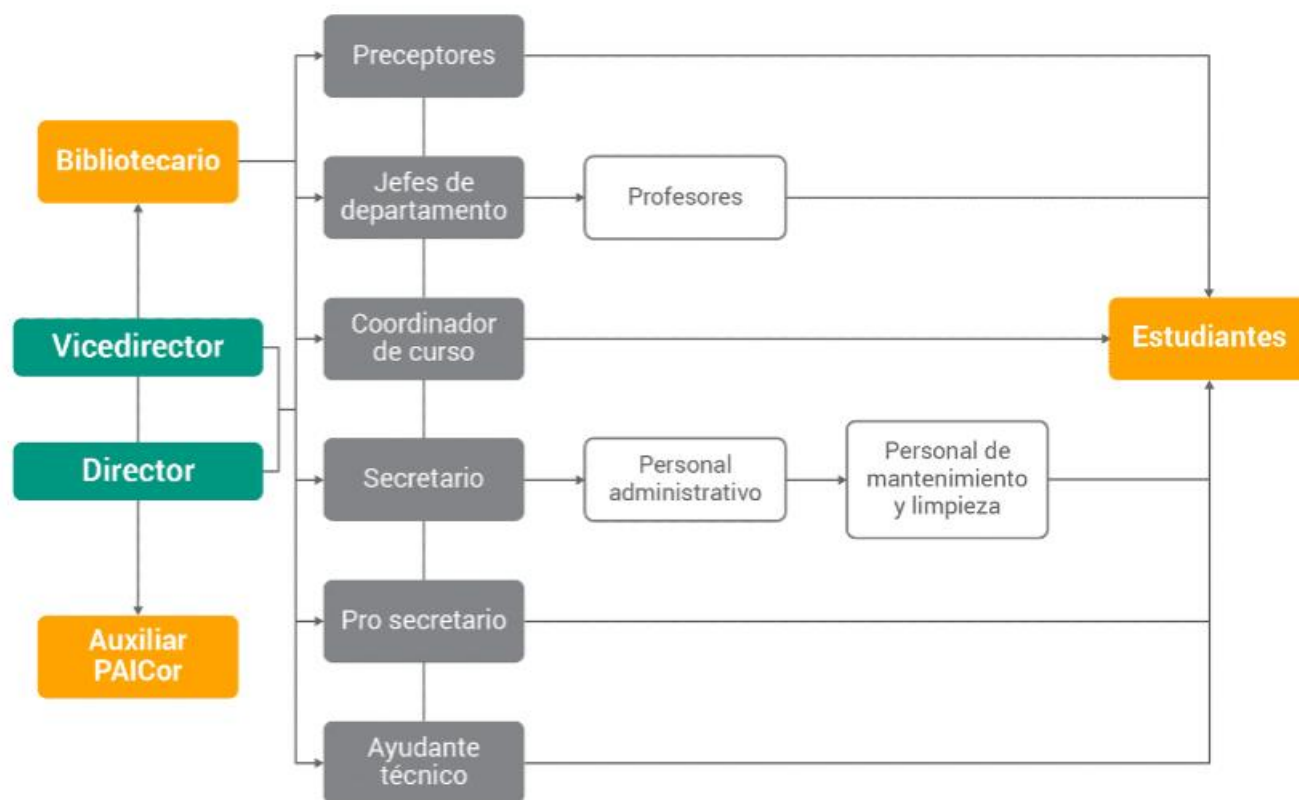 Preceptores
Bibliotecario
Jefes de
departamento
Profesores
Vicedirector
Coordinador
de curso
Estudiantes
Director
Secretario
Personal
administrativo
Personal de
mantenimiento
y limpieza
Auxiliar
PAICor
Pro secretario
Ayudante
técnico